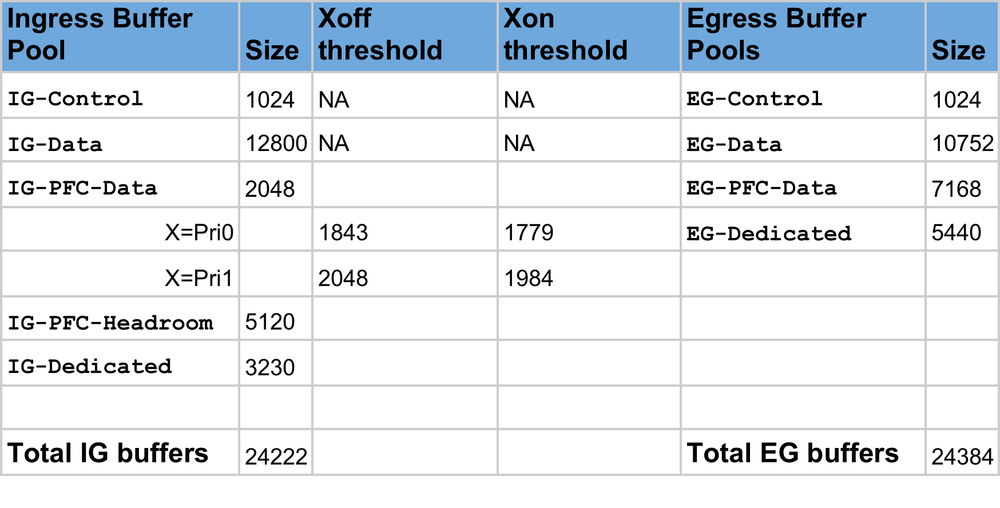 Ingress Buffer Pool Size Xoff threshold Xon threshold Egress Buffer Pools Size
IG-Control 1024 NA NA EG-Control 1024
IG-Data 12800 NA NA EG-Data 10752
IG-PFC-Data 2048 EG-PFC-Data 7168
X=Pri0 1843 1779 EG-Dedicated 5440
X=Pri1 2048 1984
IG-PFC-Headroom 5120
IG-Dedicated 3230
Total IG buffers 24222 Total EG buffers 24384